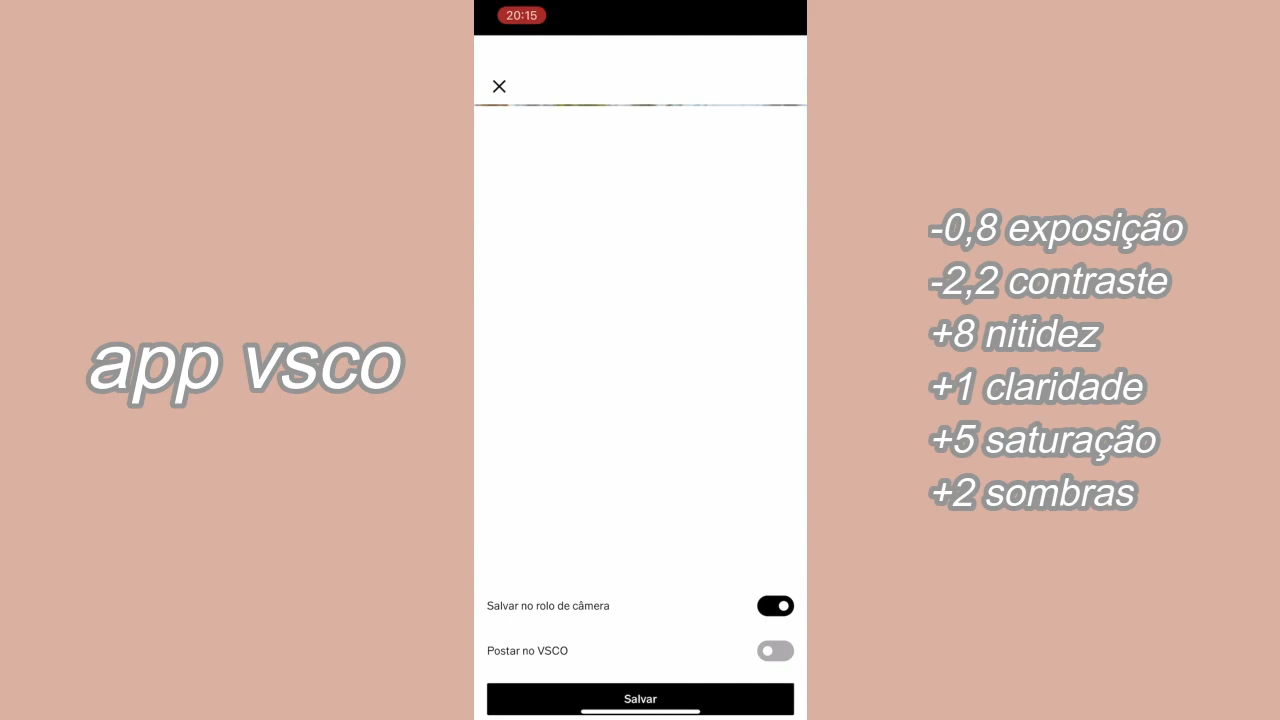 20:15
app vsco
-0,8 exposição
-2,2 contraste
+8 nitidez
+1 claridade
+5 saturação
+2 sombras
Salvar no rolo de câmera
Postar no VSCO
Salvar